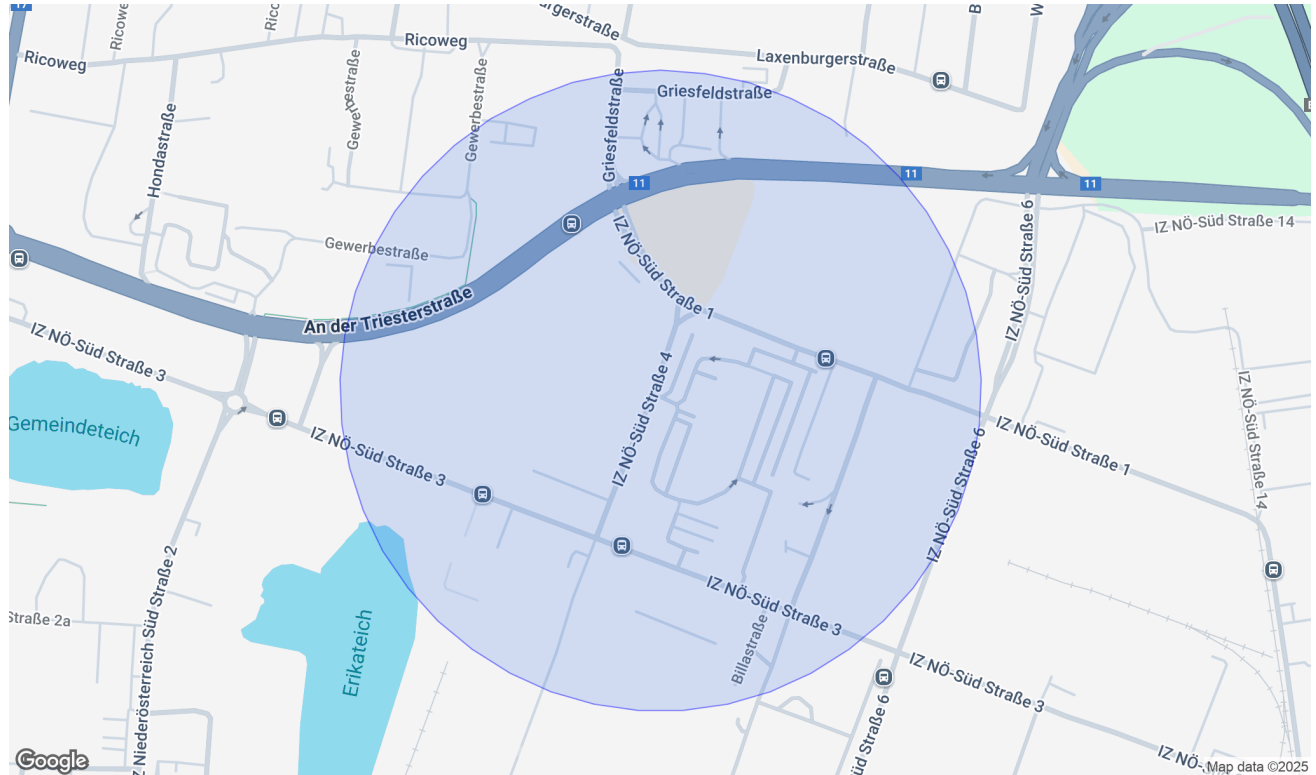 17
Ricoweg
Ricoweg
Laxenburgerstraße
Griesfeldstraße
Hondastraße
Gewerbestraße
Gewerbestraße
Griesfeldstraße
11
11
11
IZ NÖ-Süd Straße 14
Gewerbestraße
IZ NÖ-Süd Straße 1
IZ NÖ-Süd Straße 6
An der Triesterstraße
IZ NÖ-Süd Straße 3
IZ NÖ-Süd Straße 4
IZ NÖ-Süd Straße 14
Gemeindeteich
IZ NÖ-Süd Straße 3
IZ NÖ-Süd Straße 1
IZ NÖ-Süd Straße 6
IZ NÖ-Süd Straße 3
Straße 2a
Z Niederösterreich Süd Straße 2
Erikateich
Billastraße
IZ NÖ-Süd Straße 3
üd Straße 6
IZ NÖ-
Google
Map data ©2025